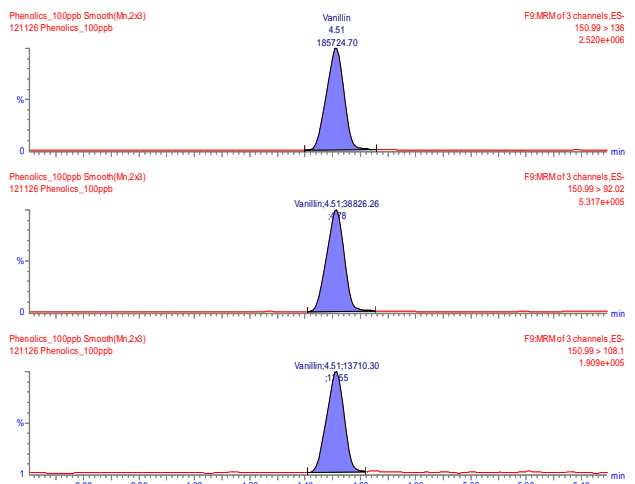 Phenolics_100ppb Smooth(Mn,2x3)
121126 Phenolics_100ppb
Vanillin
4.51
185724.70
F9:MRM of 3 channels,ES-
150.99 > 136
2.520e+006
%
0
min
Phenolics_100ppb Smooth(Mn,2x3)
121126 Phenolics_100ppb
Vanillin;4.51;38826.26
F9:MRM of 3 channels,ES-
150.99 > 92.02
5.317e+005
%
0
min
Phenolics_100ppb Smooth(Mn,2x3)
121126 Phenolics_100ppb
Vanillin;4.51;13710.30
F9:MRM of 3 channels,ES-
150.99 > 108.1
1.909e+005
%
1
min